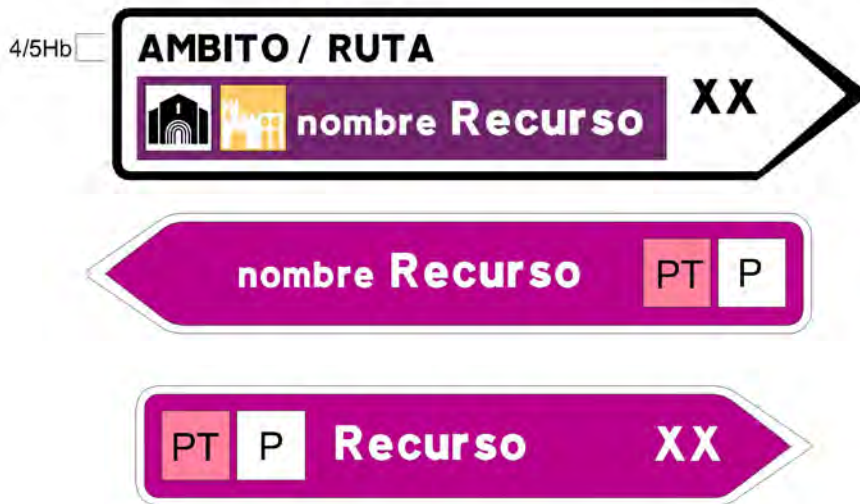 4/5Hb
AMBITO / RUTA
nombre Recurso XX
nombre Recurso PT P
PT P Recurso XX